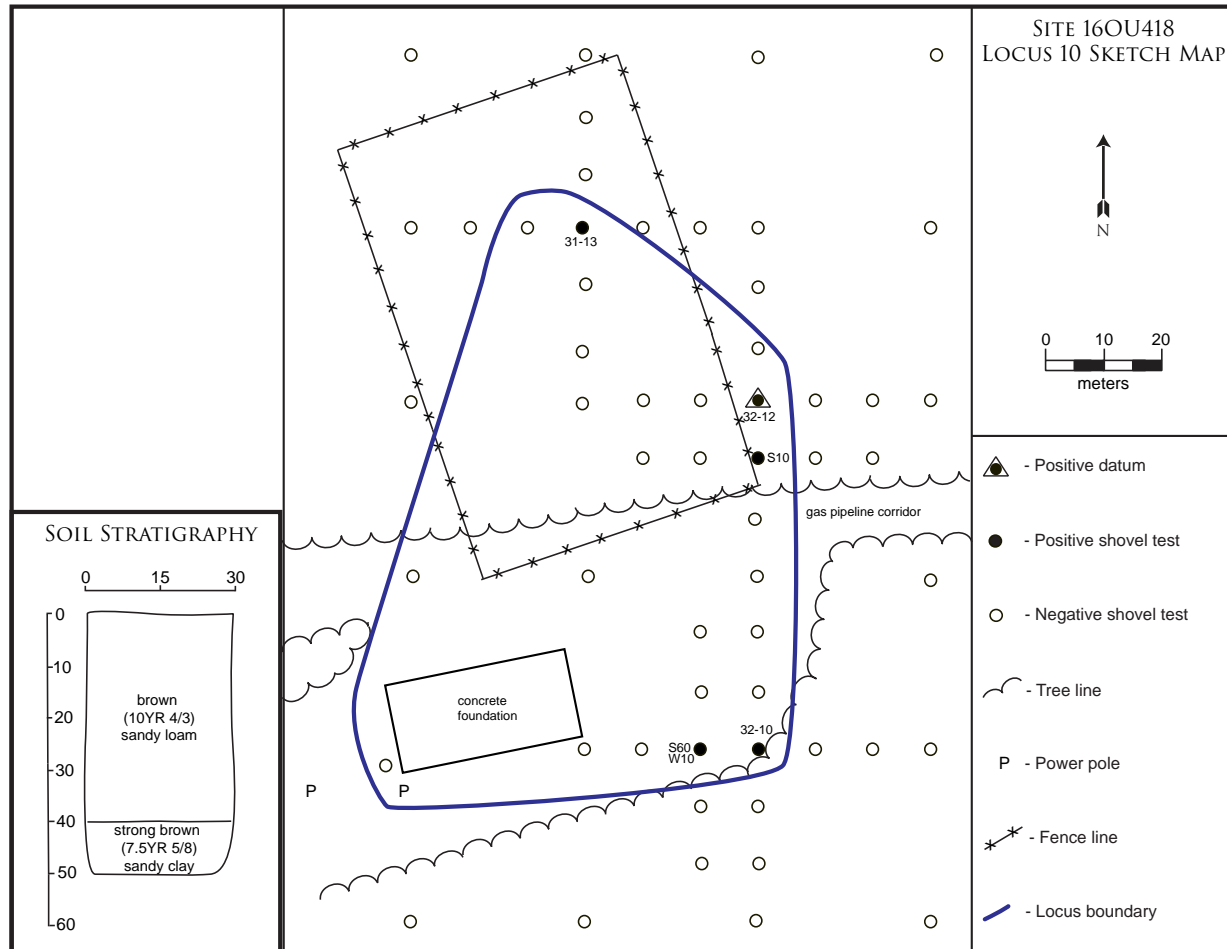 SITE 16OU418
LOCUS 10 SKETCH MAP
N
0 10 20
meters
31-13
32-12
S10
gas pipeline corridor
concrete
foundation
S60
W10
32-10
P
P
SOIL STRATIGRAPHY
0 15 30
0
10
20
30
40
50
60
brown
(10YR 4/3)
sandy loam
strong brown
(7.5YR 5/8)
sandy clay
- Positive datum
- Positive shovel test
- Negative shovel test
- Tree line
P - Power pole
- Fence line
- Locus boundary